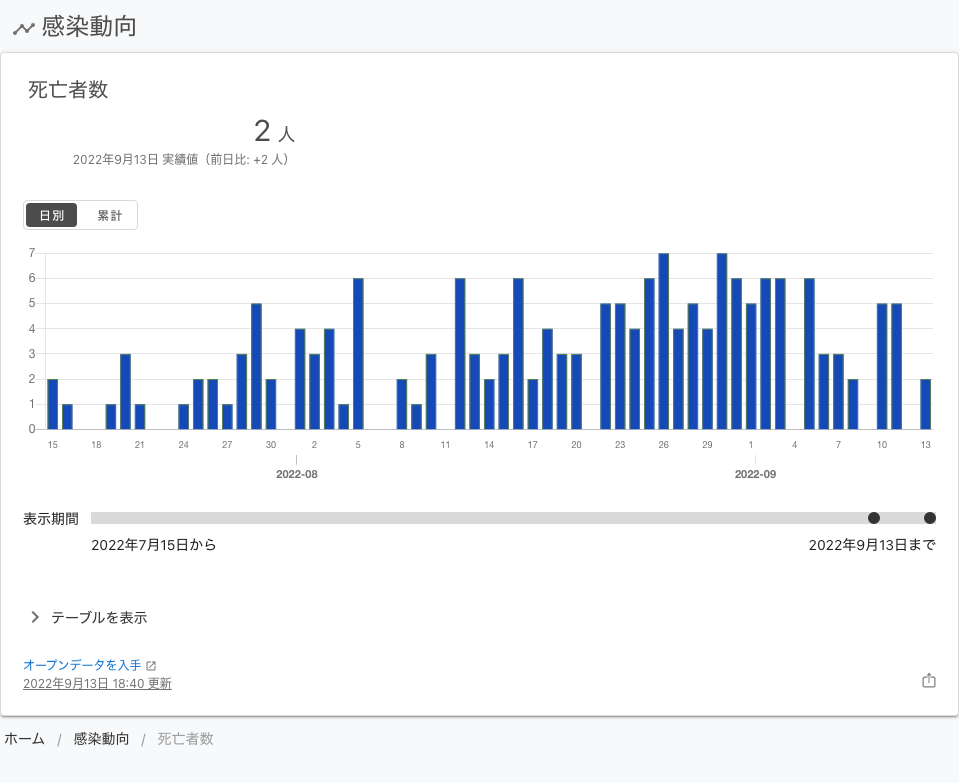 感染動向
死亡者数
2 人
2022年9月13日 実績値（前日比: +2 人）
日別 累計
7
6
5
4
3
2
1
0
15 18 21 24 27 30 2 5 8 11 14 17 20 23 26 29 1 4 7 10 13
2022-08 2022-09
表示期間
2022年7月15日から 2022年9月13日まで
テーブルを表示
オープンデータを入手
2022年9月13日 18:40 更新
ホーム / 感染動向 / 死亡者数